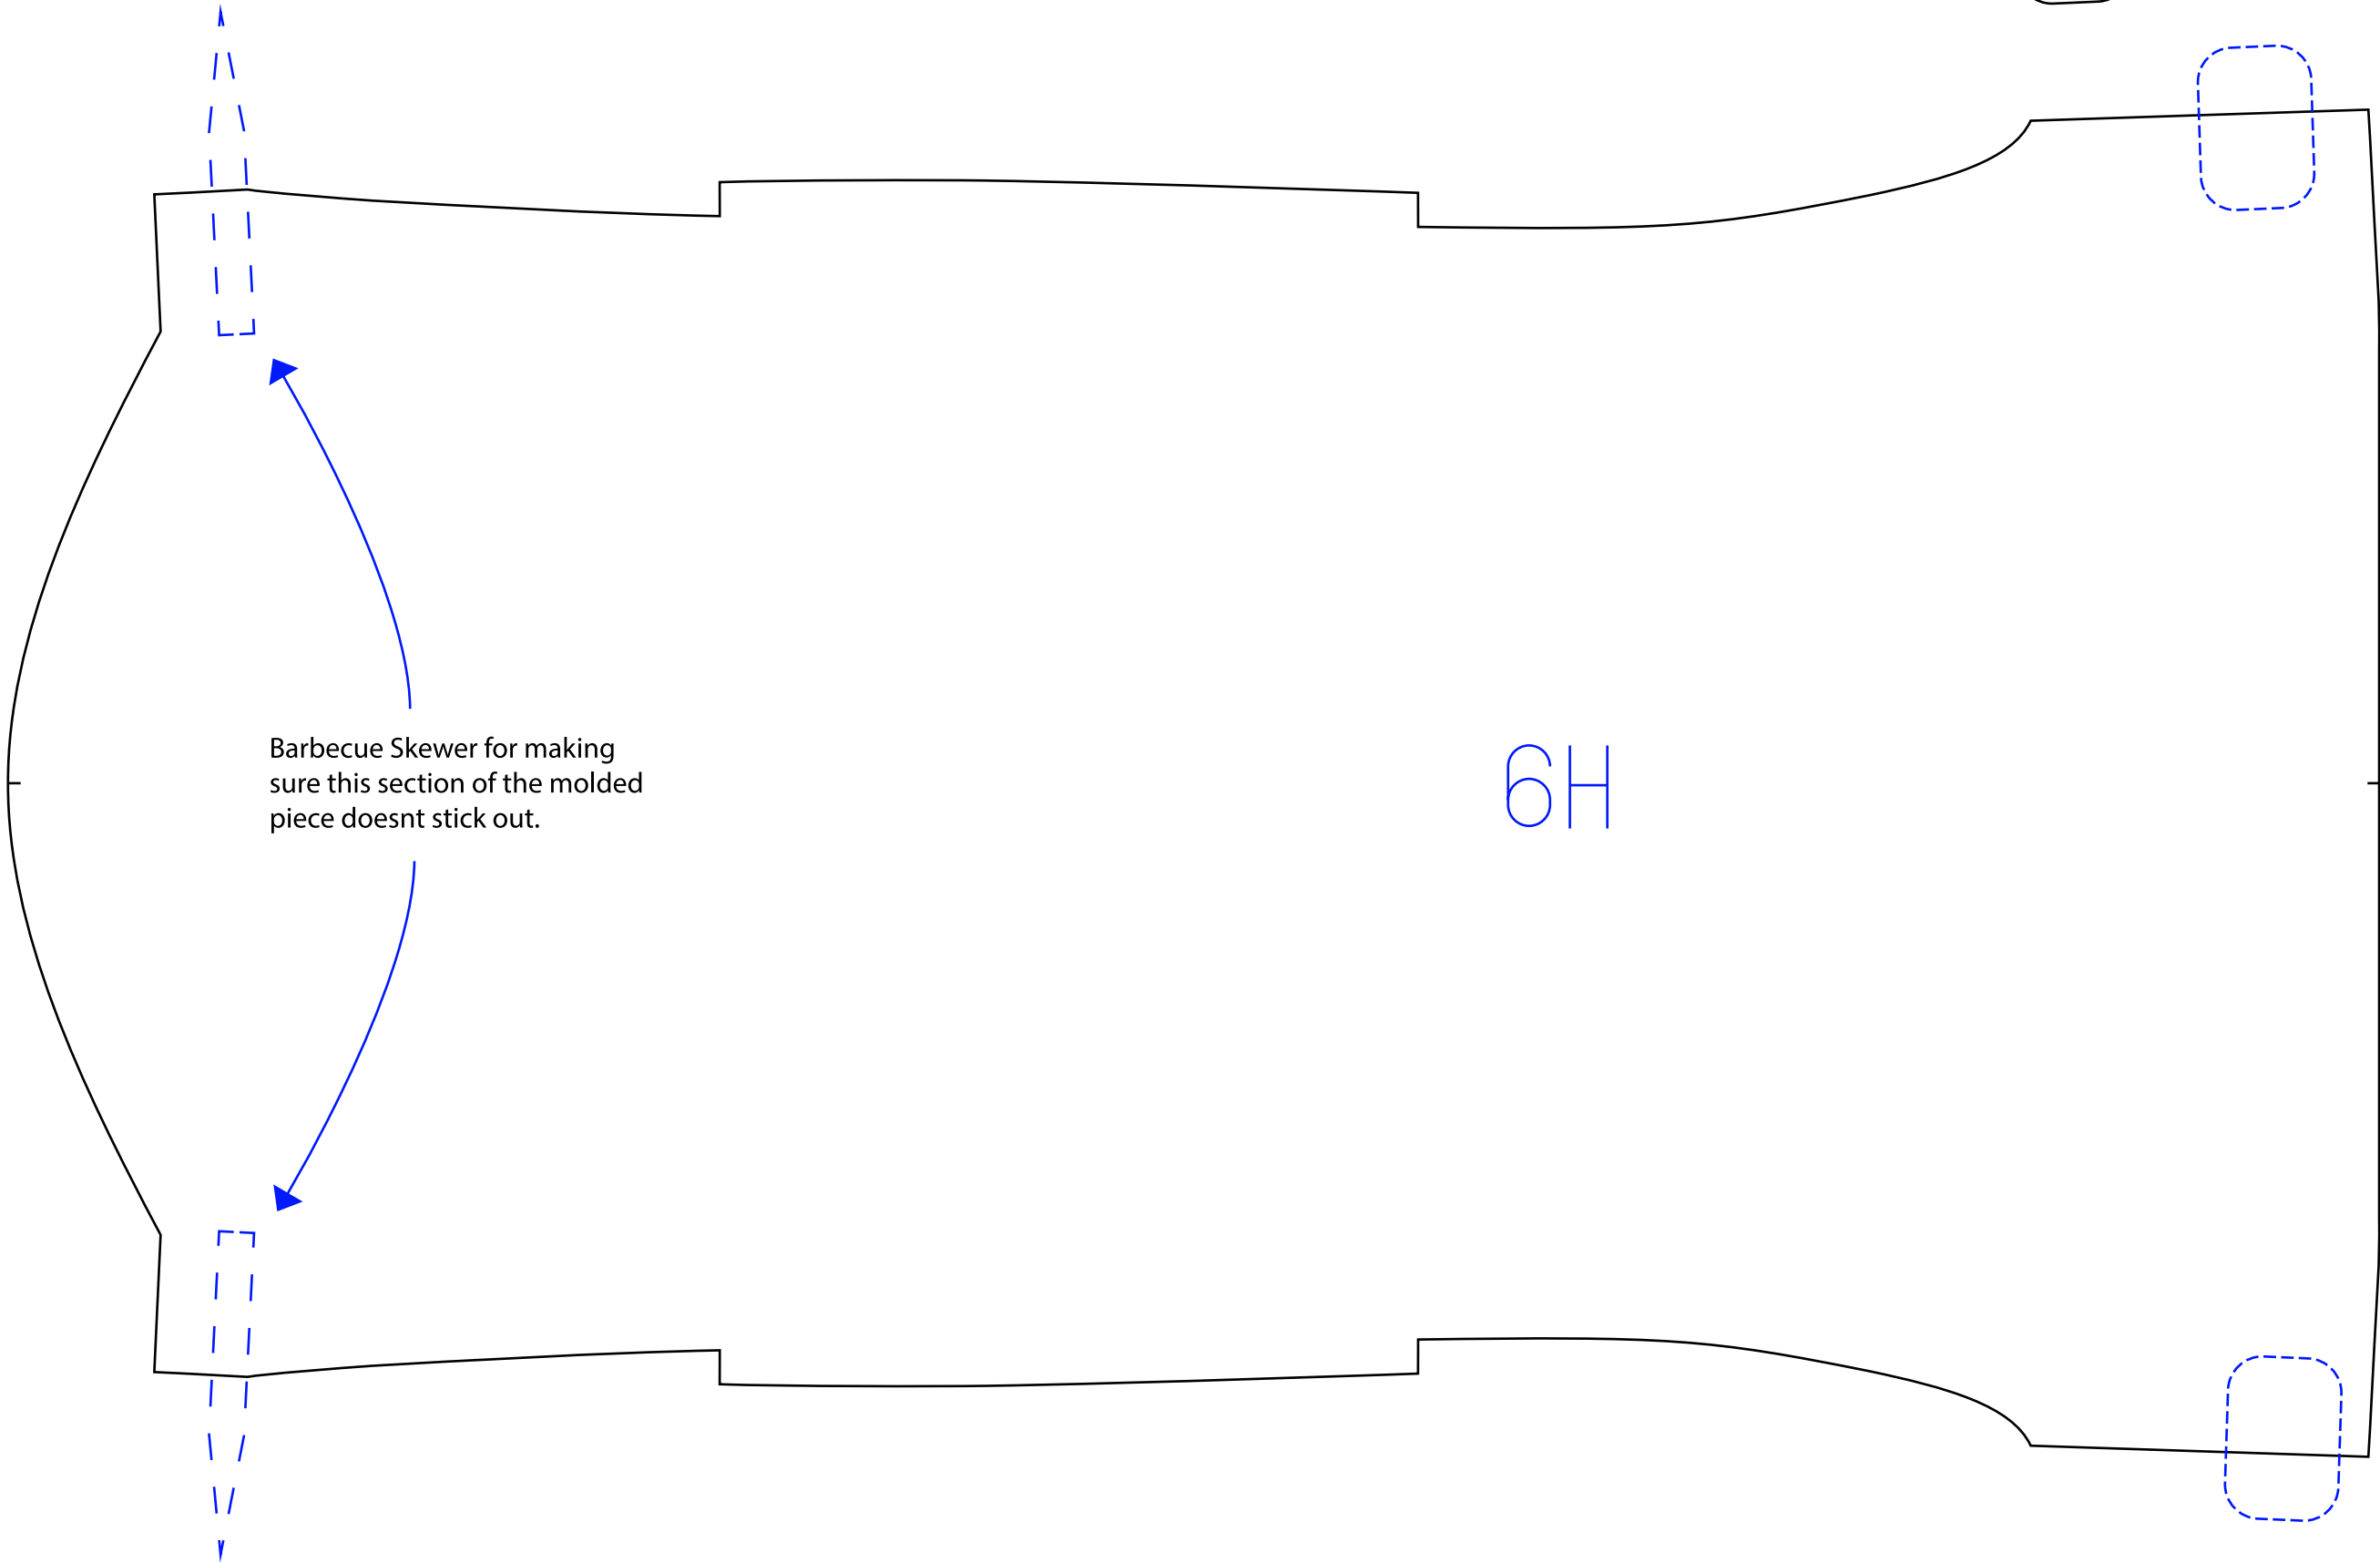 Barbecue Skewer for making
sure this section of the molded
piece doesnt stick out.
6H